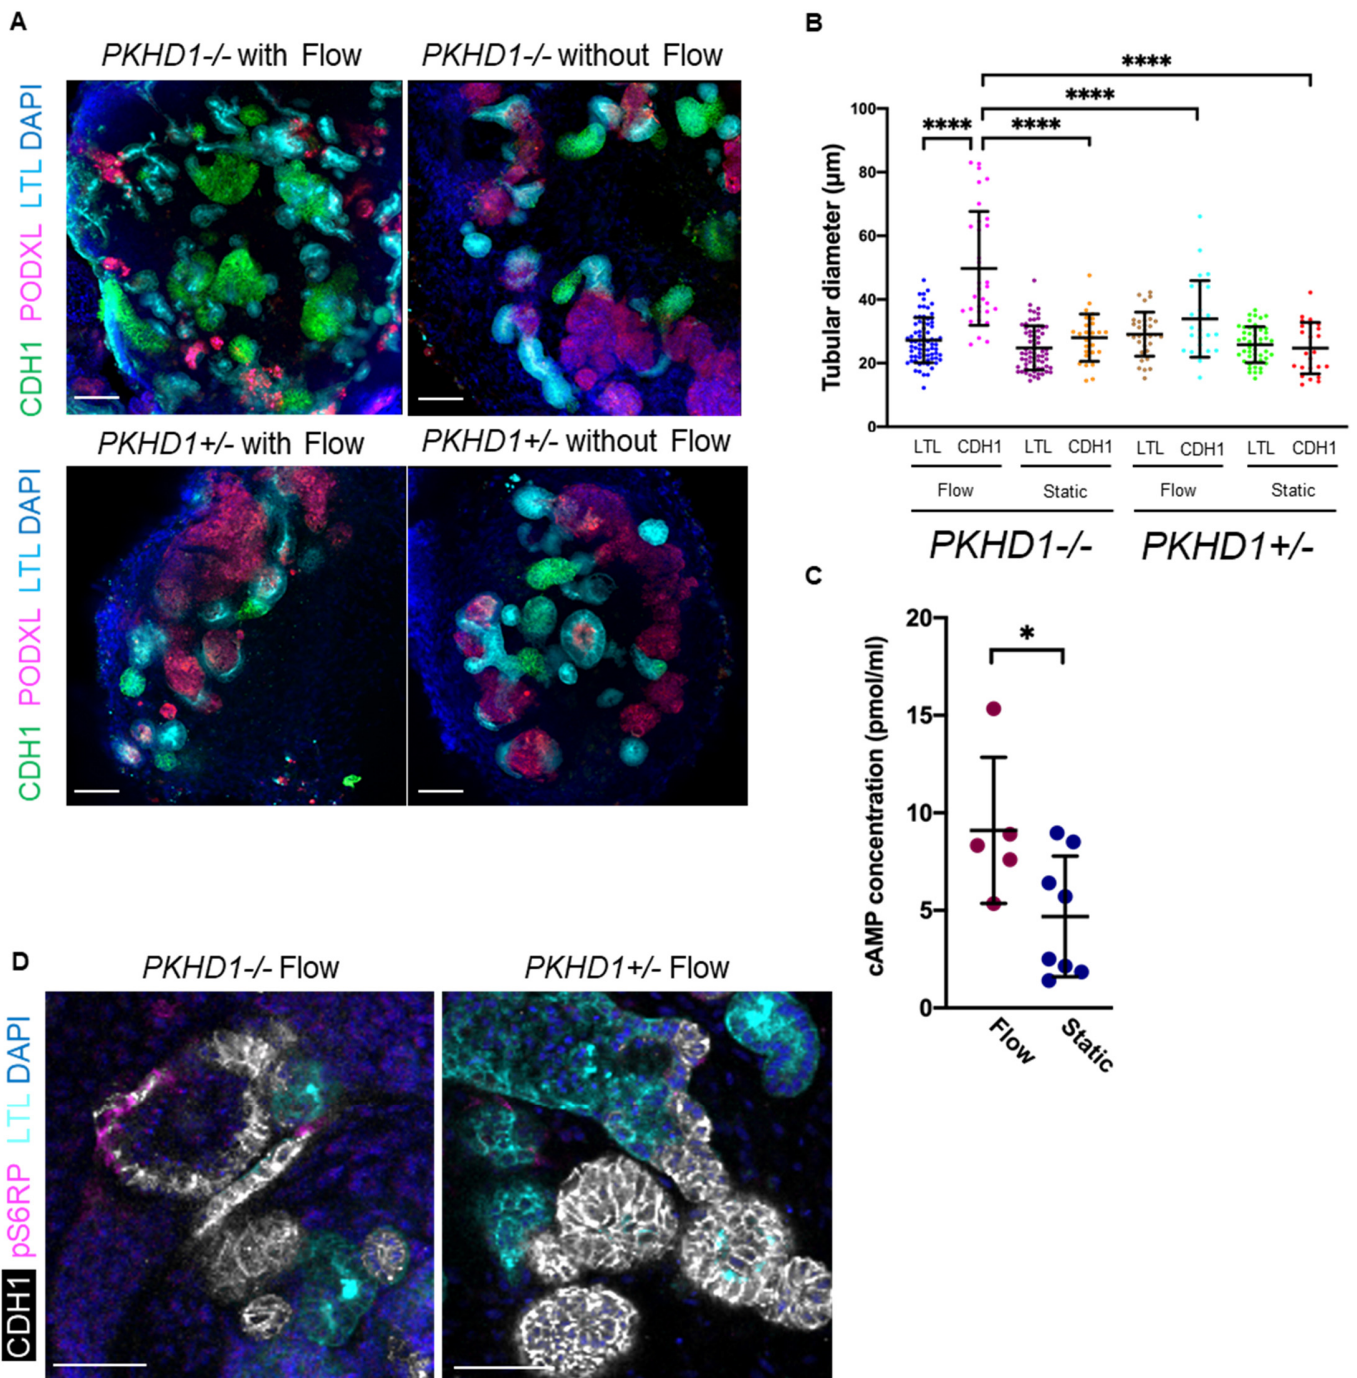 A
PKHD1-/- with Flow
PKHD1-/- without Flow
CDH1 PODXL LTL DAPI
PKHD1+/- with Flow
PKHD1+/- without Flow
CDH1 PODXL LTL DAPI
B
****
****
**** ****
Tubular diameter (µm)
100
80
60
40
20
0
LTL CDH1 LTL CDH1 LTL CDH1 LTL CDH1
Flow Static Flow Static
PKHD1-/- PKHD1+/-
C
*
cAMP concentration (pmol/ml)
20
15
10
5
0
Flow Static
D
PKHD1-/- Flow
PKHD1+/- Flow
CDH1 pS6RP LTL DAPI